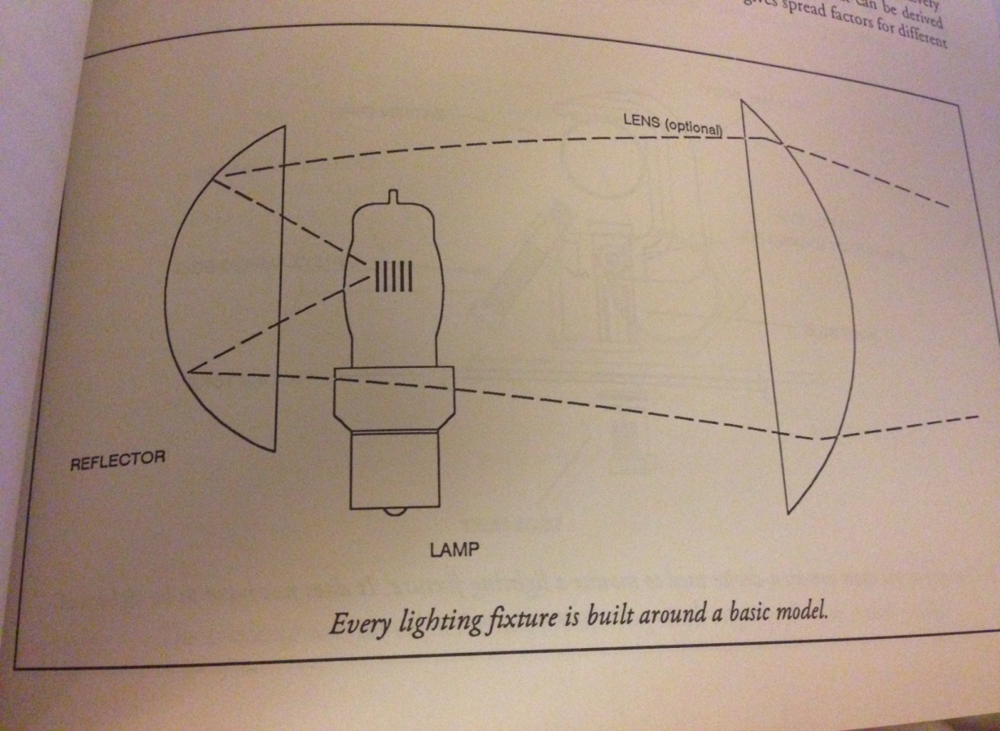 can be derived
gives spread factors for different
LENS (optional)
REFLECTOR
LAMP
Every lighting fixture is built around a basic model.